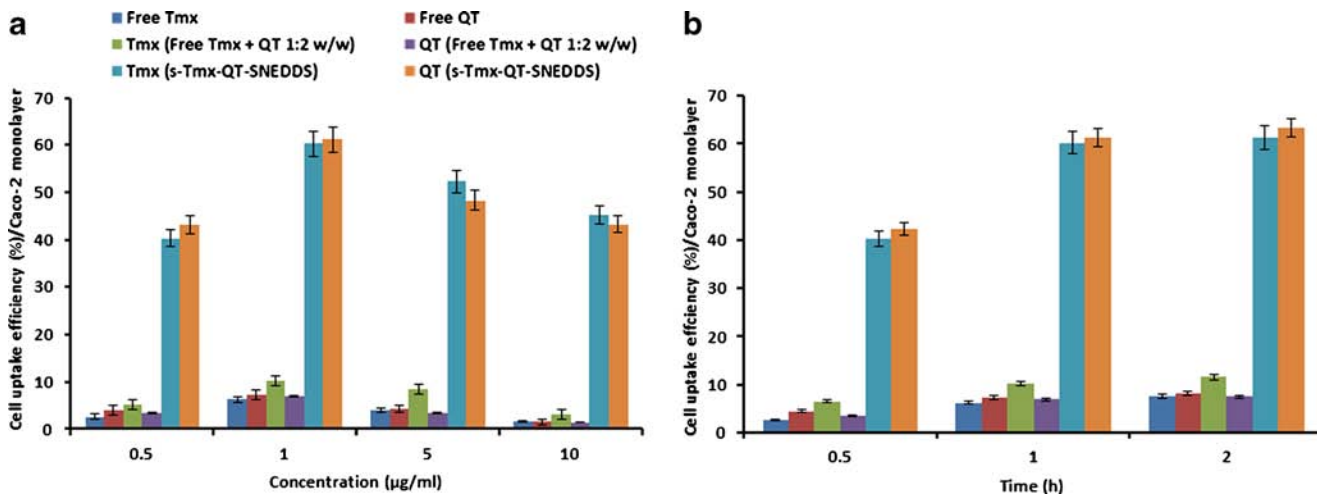 a
Free Tmx
Free QT
Tmx (Free Tmx + QT 1:2 w/w)
QT (Free Tmx + QT 1:2 w/w)
Tmx (s-Tmx-QT-SNEDDS)
QT (s-Tmx-QT-SNEDDS)
Cell uptake efficiency (%)/Caco-2 monolayer
70
60
50
40
30
20
10
0
0.5
1
5
10
Concentration (µg/ml)
b
Cell uptake effciency (%)/Caco-2 monolayer
70
60
50
40
30
20
10
0
0.5
1
2
Time (h)